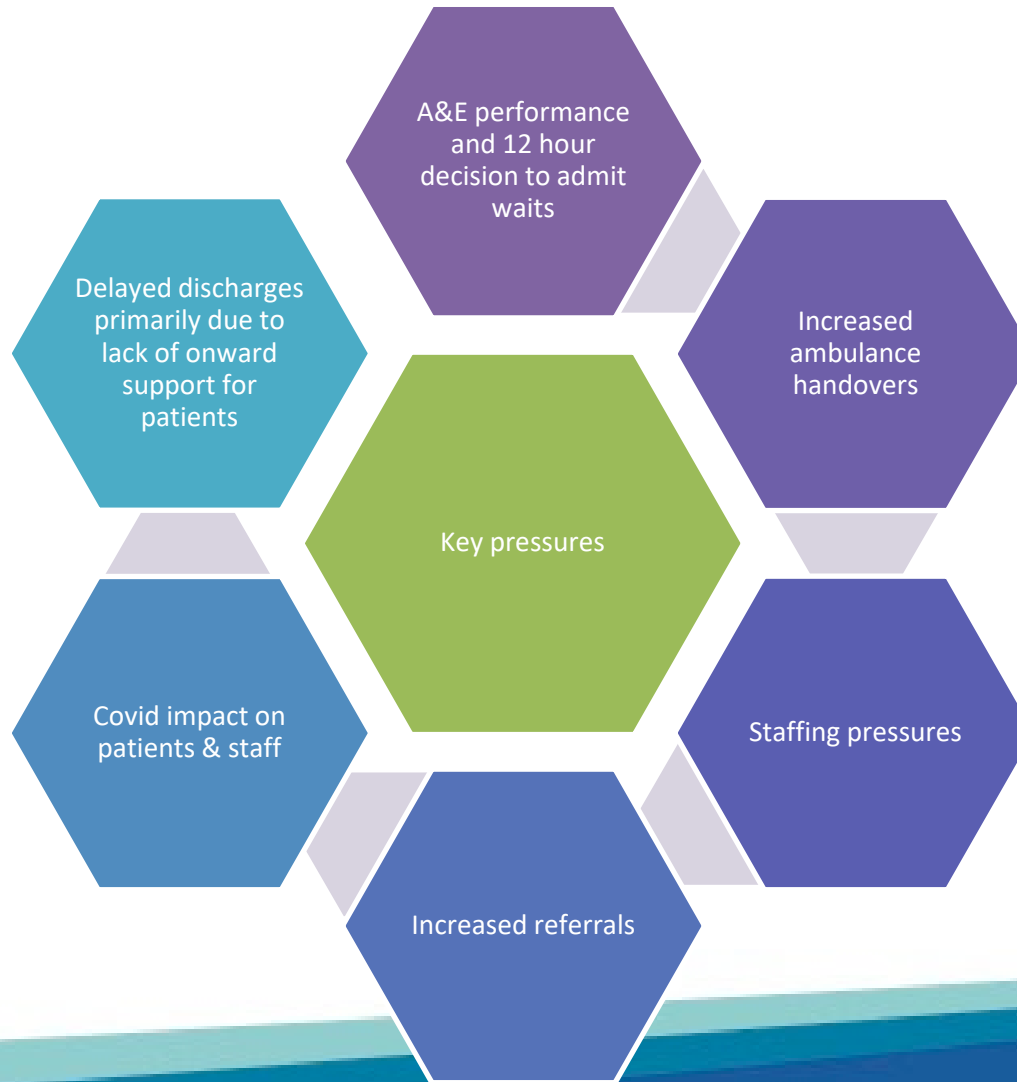 A&E performance
and 12 hour
decision to admit
waits
Increased
ambulance
handovers
Staffing pressures
Increased referrals
Covid impact on
patients & staff
Delayed discharges
primarily due to
lack of onward
support for
patients
Key pressures